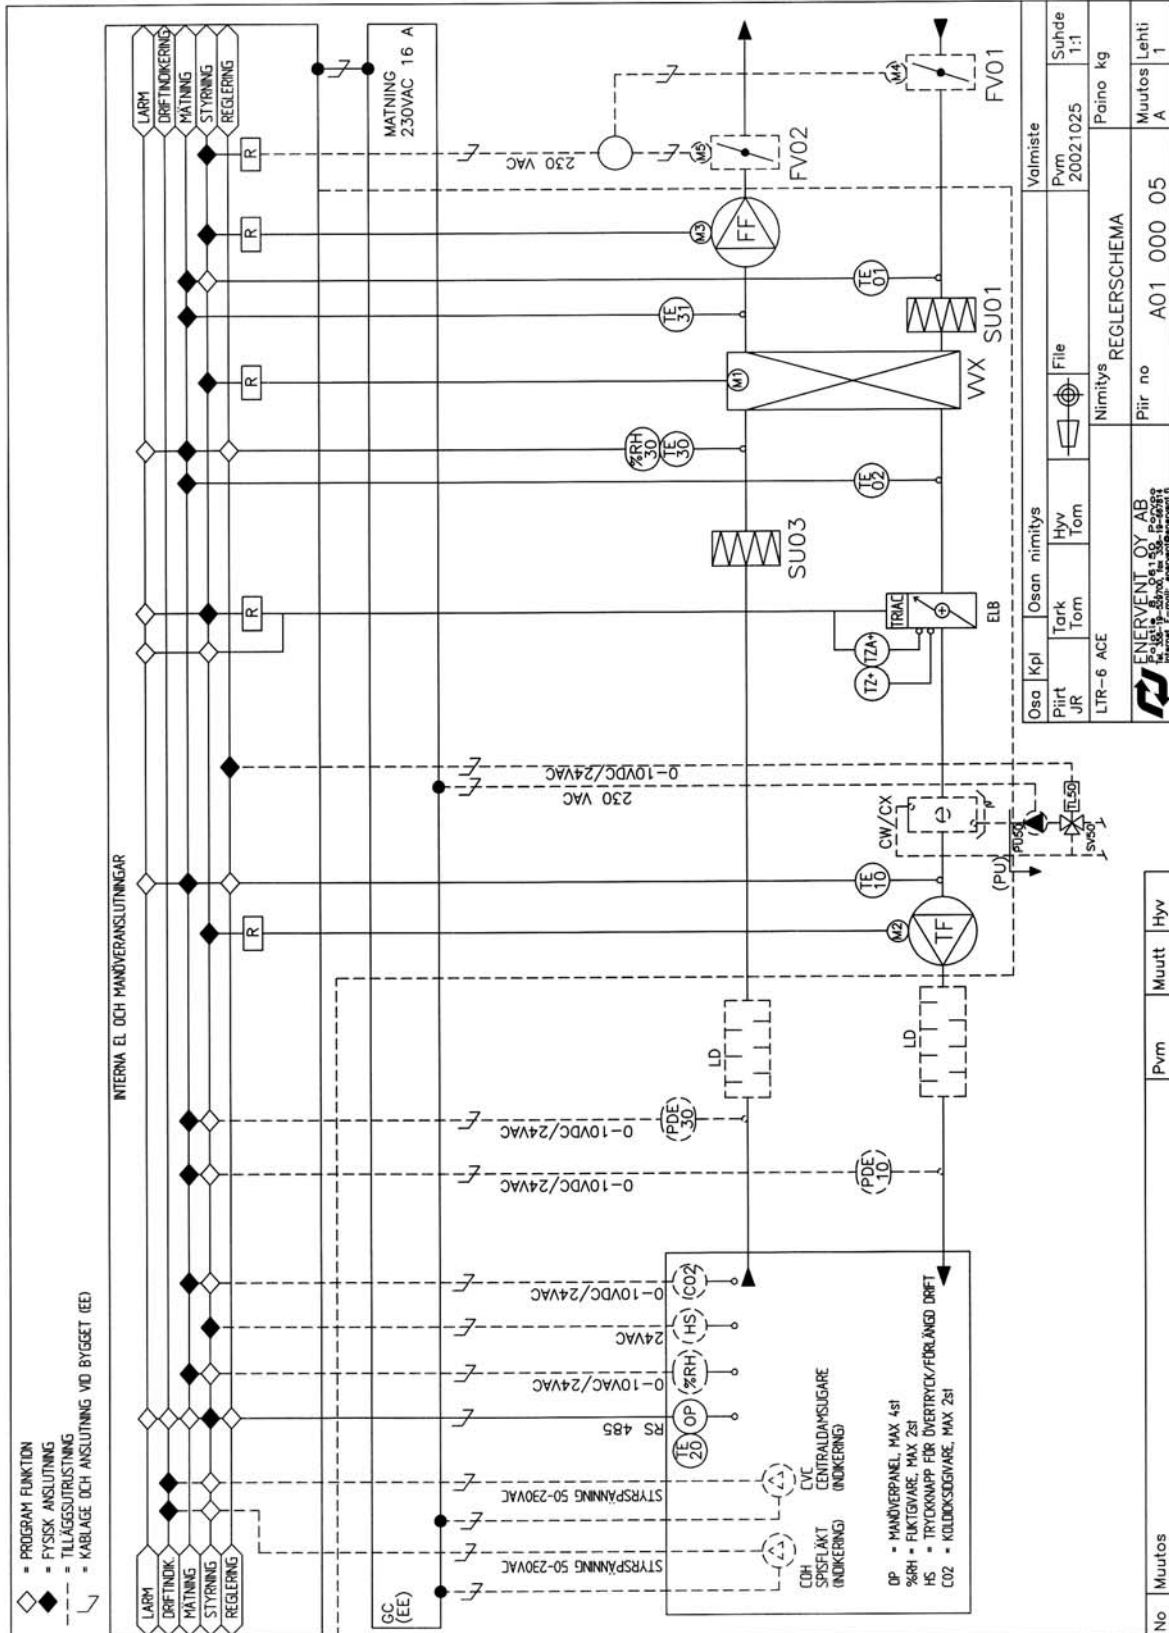 ◇ = PROGRAM FUNKTION
◆ = FYSISK ANSLUTNING
= TILLÄGGSUTRUSTNING
= KABLAGE OCH ANSLUTNING VID BYGGET (EE)
INTERNA EL OCH MANÖVERANSLUTNINGAR
LARM
DRIFTINDIK.
MÄTNING
STYRNING
REGLERING
LARM
DRIFTINDIKERING
MÄTNING
STYRNING
REGLERING
R
R
R
R
R
GC
(EE)
MATNING
230VAC 16 A
STYRSPÄNNING 50-230VAC
STYRSPÄNNING 50-230VAC
RS 485
0-10VAC/24VAC
24VAC
0-10VDC/24VAC
0-10VDC/24VAC
0-10VDC/24VAC
230 VAC
0-10VDC/24VAC
230 VAC
TE
20
OP
%RH
HS
CO2
PDE
10
PDE
30
CDH
SPISFLÄKT
(INDIKERING)
CVC
CENTRALDAMSUGARE
(INDIKERING)
OP = MANÖVERPANEL, MAX 4st
%RH = FUKTGIVARE, MAX 2st
HS = TRYCKKNAPP FÖR ÖVERTRYCK/FÖRLÄNGD DRIFT
CO2 = KOLDIOKSIDGIVARE, MAX 2st
LD
LD
M2
TF
TE
10
CW/CX
(PU)
PU50
TL50
SV50
TZ+
TZA+
TRIAC
ELB
SU03
TE
02
%RH
30
TE
30
M1
VVX
TE
31
TE
01
SU01
M3
FF
M5
FV02
M4
FV01
Osa
Kpl
Osan nimitys
Valmiste
Piirt
JR
Tark
Tom
Hyv
Tom
File
Pvm
20021025
Suhde
1:1
LTR-6 ACE
Nimitys
REGLERSCHEMA
Paino kg
ENERVENT OY AB
Piir no
A01 000 05
Muutos
A
Lehti
1
No
Muutos
Pvm
Muutt
Hyv